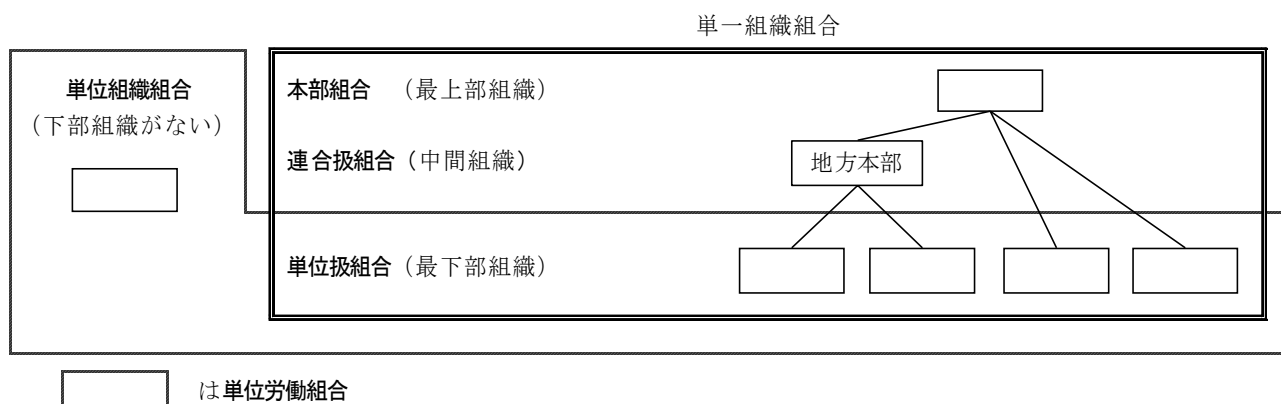 単一組織組合
単位組織組合
（下部組織がない）
本部組合　（最上部組織）
連合扱組合（中間組織）
地方本部
単位扱組合（最下部組織）
は単位労働組合